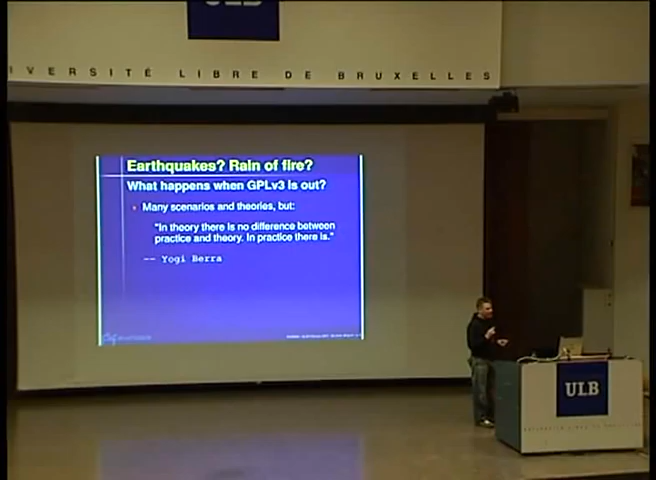 ULB
IVERSITÉ LIBRE DE BRUXELLES
Earthquakes? Rain of fire?
What happens when GPLv3 is out?
Many scenarios and theories, but:
"In theory there is no difference between
practice and theory. In practice there is."
-- Yogi Berra
ULB